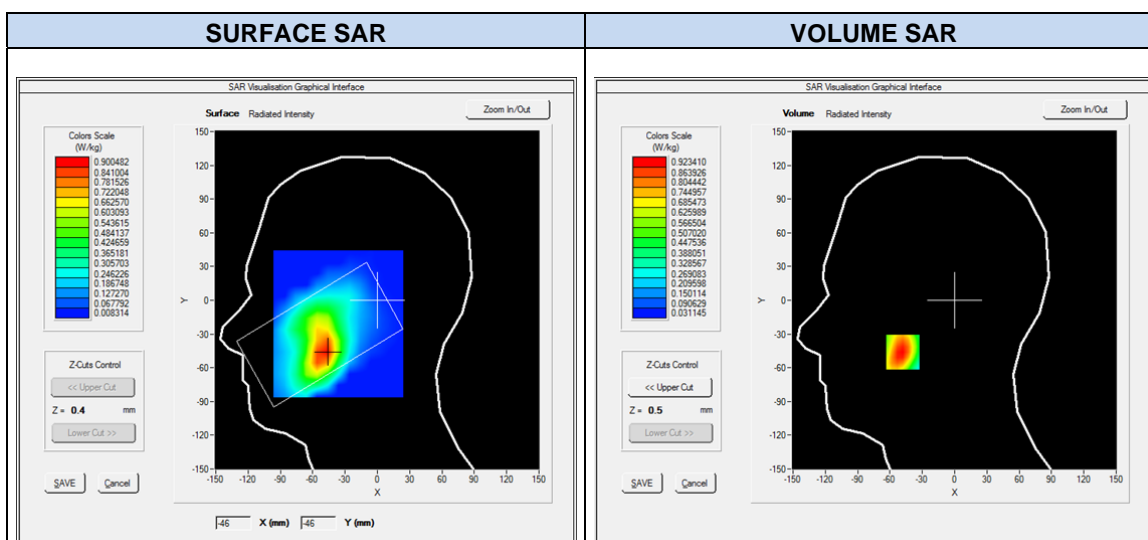 SURFACE SAR
VOLUME SAR
SAR Visualisation Graphical Interface
Surface Radiated Intensity
Zoom In/Out
Colors Scale
(W/kg)
0.900482
0.841004
0.781526
0.722048
0.662570
0.603093
0.543615
0.484137
0.424659
0.365181
0.305703
0.246226
0.186748
0.127270
0.067792
0.008314
Z-Cuts Control
<< Upper Cut
Z = 0.4 mm
Lower Cut >>
SAVE Cancel
150
120
90
60
30
0
-30
-60
-90
-120
-150
Y
-150 -120 -90 -60 -30 0 30 60 90 120 150
X
-46 X (mm) -46 Y (mm)
SAR Visualisation Graphical Interface
Volume Radiated Intensity
Zoom In/Out
Colors Scale
(W/kg)
0.923410
0.863926
0.804442
0.744957
0.685473
0.625989
0.566504
0.507020
0.447536
0.388051
0.328567
0.269083
0.209598
0.150114
0.090629
0.031145
Z-Cuts Control
<< Upper Cut
Z = 0.5 mm
Lower Cut >>
SAVE Cancel
150
120
90
60
30
0
-30
-60
-90
-120
-150
Y
-150 -120 -90 -60 -30 0 30 60 90 120 150
X